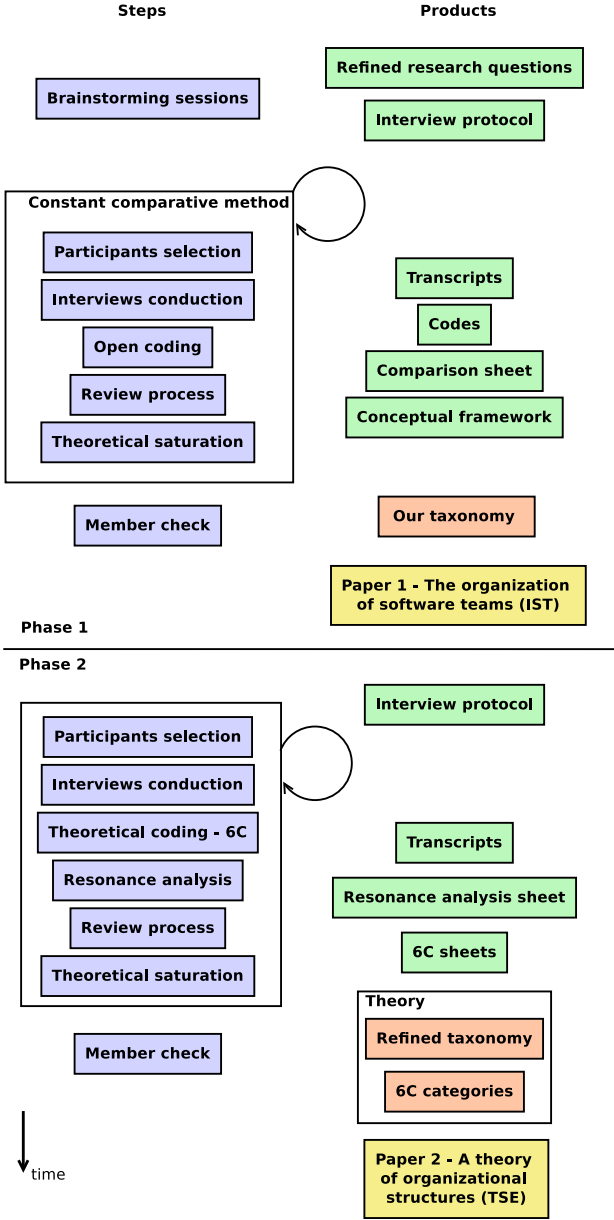 Steps
Products
Brainstorming sessions
Refined research questions
Interview protocol
Constant comparative method
Participants selection
Interviews conduction
Open coding
Review process
Theoretical saturation
Transcripts
Codes
Comparison sheet
Conceptual framework
Member check
Our taxonomy
Paper 1 - The organization
of software teams (IST)
Phase 1
Phase 2
Interview protocol
Participants selection
Interviews conduction
Theoretical coding - 6C
Resonance analysis
Review process
Theoretical saturation
Transcripts
Resonance analysis sheet
6C sheets
Theory
Refined taxonomy
6C categories
Member check
Paper 2 - A theory
of organizational
structures (TSE)
time